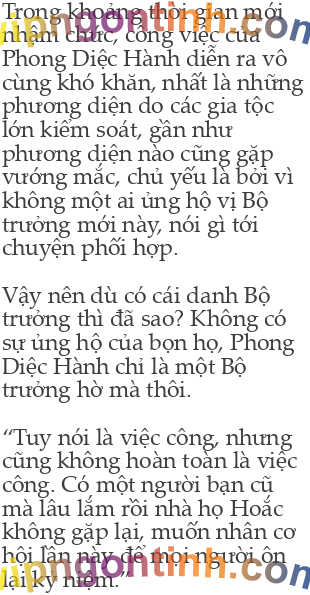 Trong khoảng thời gian mới
nhậm chức, công việc của
Phong Diệc Hành diễn ra vô
cùng khó khăn, nhất là những
phương diện do các gia tộc
lớn kiểm soát, gần như
phương diện nào cũng gặp
vướng mắc, chủ yếu là bởi vì
không một ai ủng hộ vị Bộ
trưởng mới này, nói gì tới
chuyện phối hợp.
Vậy nên dù có cái danh Bộ
trưởng thì đã sao? Không có
sự ủng hộ của bọn họ, Phong
Diệc Hành chỉ là một Bộ
trưởng hờ mà thôi.
“Tuy nói là việc công, nhưng
cũng không hoàn toàn là việc
công. Có một người bạn cũ
mà lâu lắm rồi nhà họ Hoắc
không gặp lại, muốn nhân cơ
hội lần này để mọi người ôn
lại kỷ niệm.”